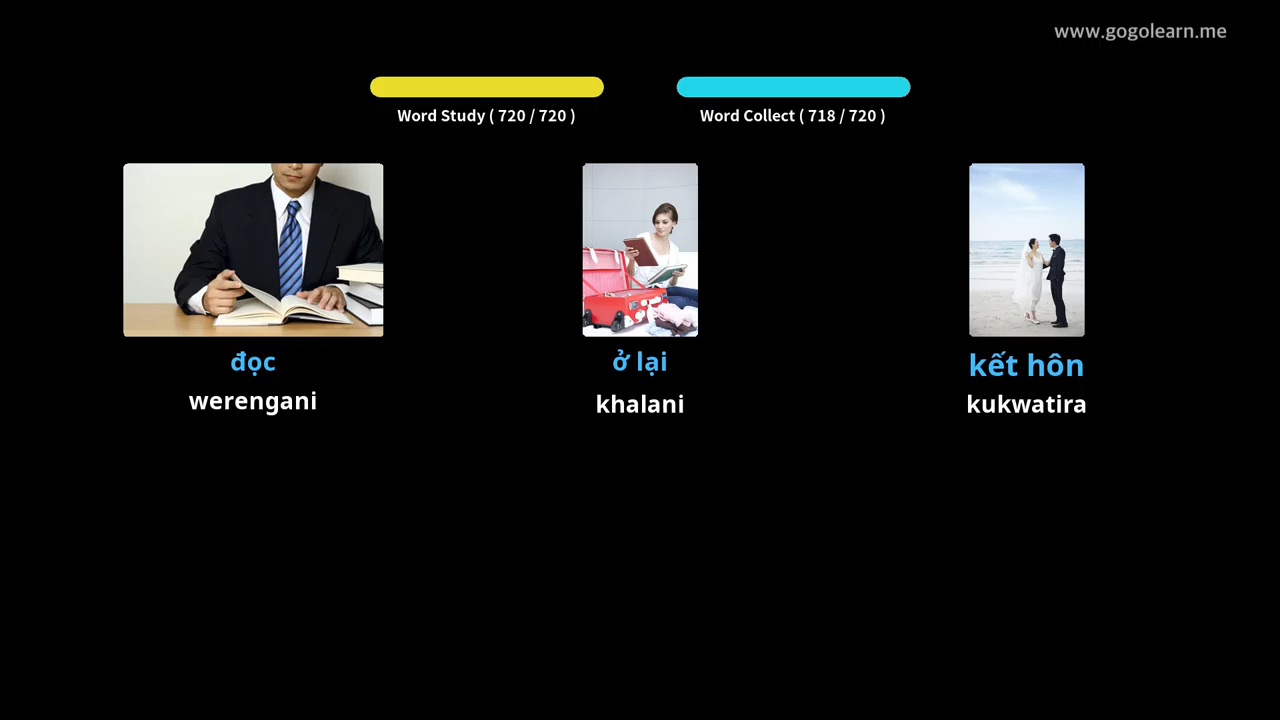 www.gogolearn.me
Word Study ( 720 / 720 )
Word Collect ( 718 / 720 )
đọc
ở lại
kết hôn
werengani
khalani
kukwatira